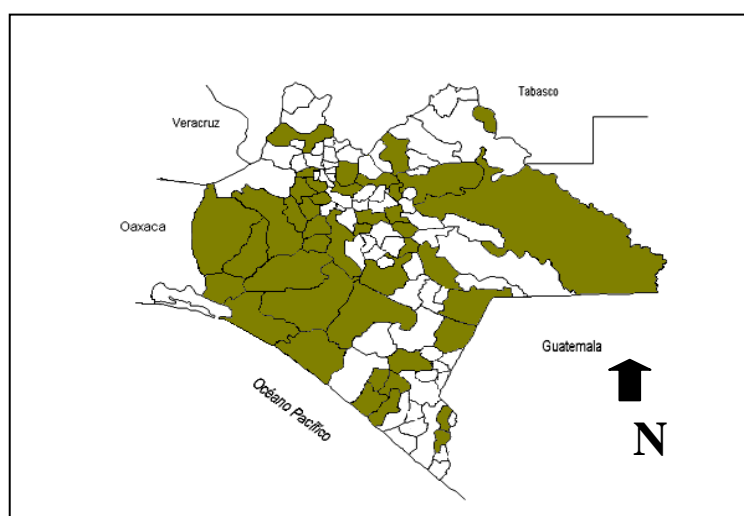 Tabasco
Veracruz
Oaxaca
Guatemala
Océano Pacífico
N